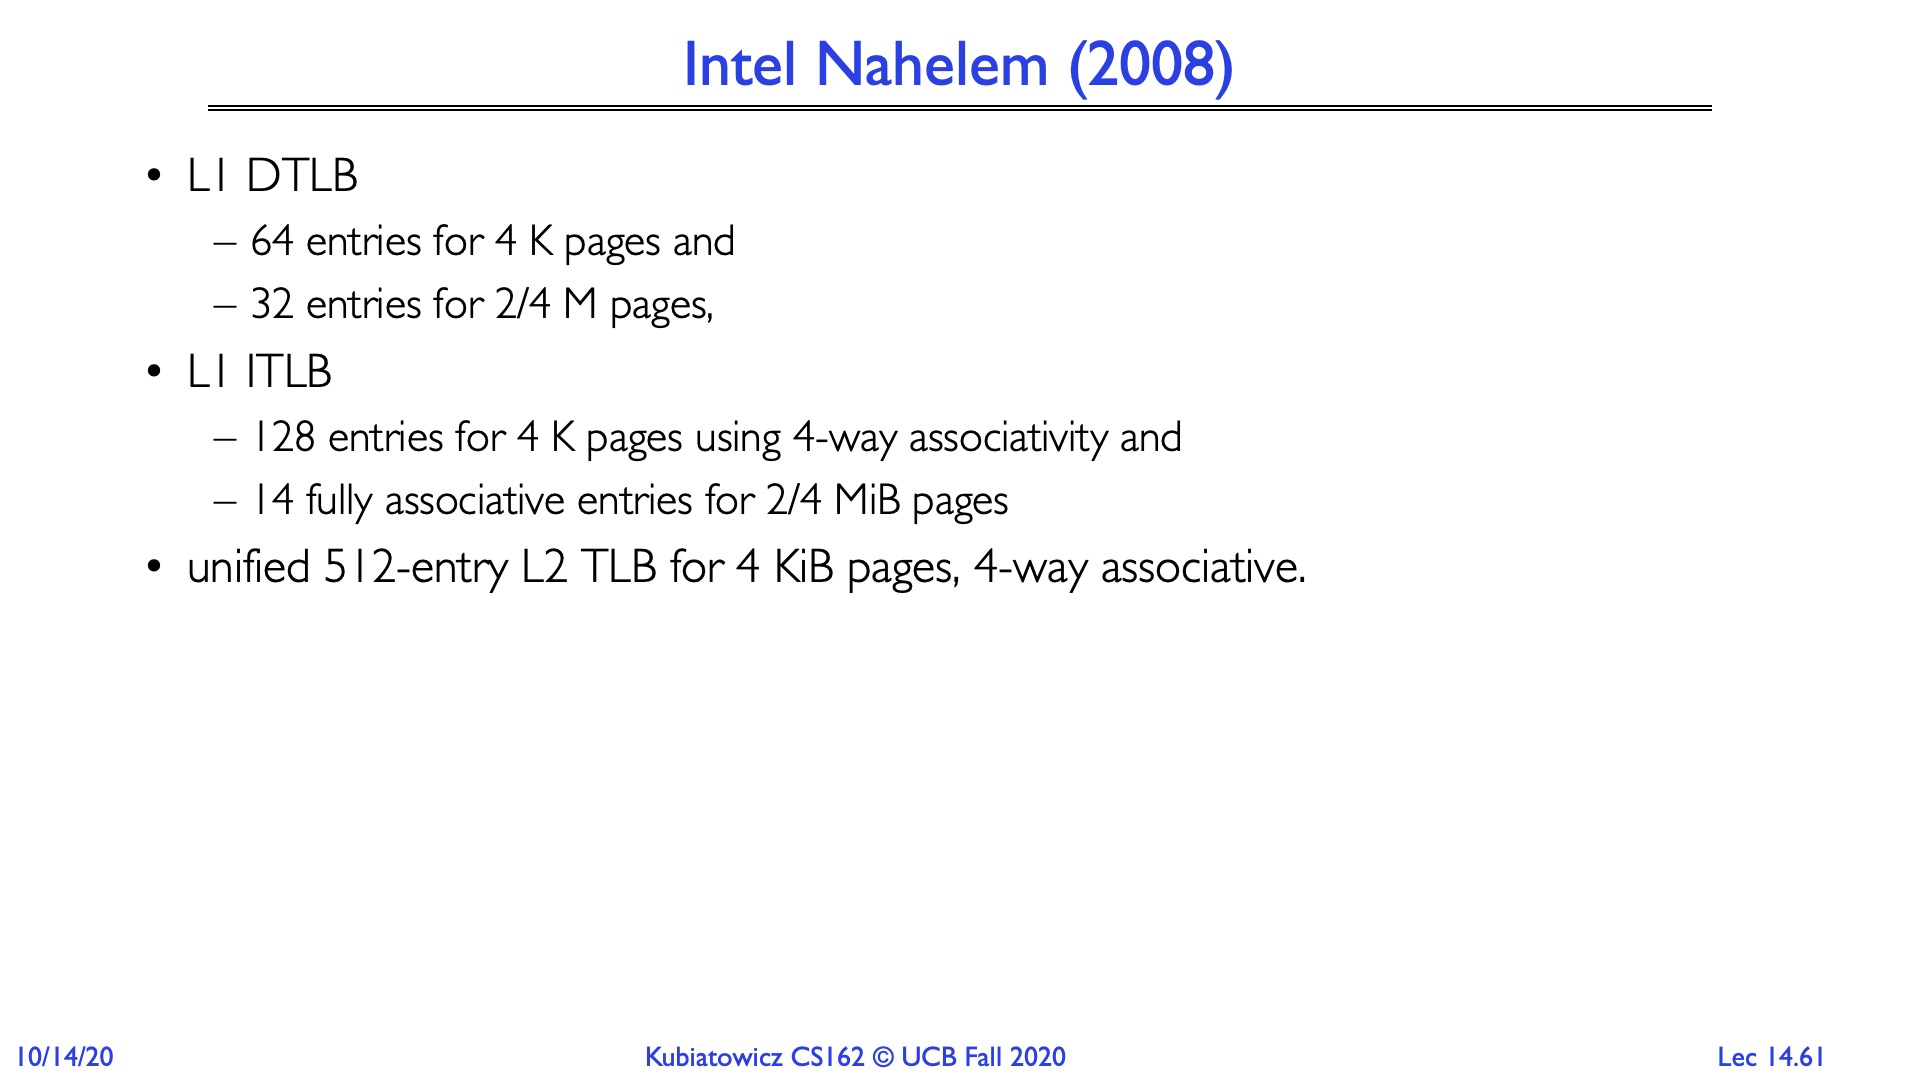 Intel Nahelem (2008)
• L1 DTLB
– 64 entries for 4 K pages and
– 32 entries for 2/4 M pages,
• L1 ITLB
– 128 entries for 4 K pages using 4-way associativity and
– 14 fully associative entries for 2/4 MiB pages
• unified 512-entry L2 TLB for 4 KiB pages, 4-way associative.
10/14/20
Kubiatowicz CS162 © UCB Fall 2020
Lec 14.61